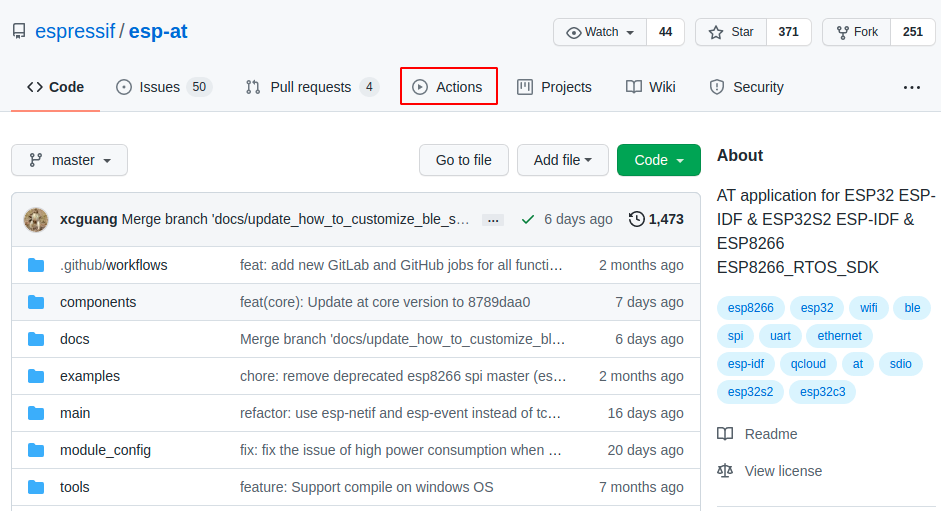 espressif / esp-at
Watch 44 Star 371 Fork 251
Code Issues 50 Pull requests 4 Actions Projects Wiki Security ...
master Go to file Add file Code
xcguang Merge branch 'docs/update_how_to_customize_ble_s... ... 6 days ago 1,473
.github/workflows feat: add new GitLab and GitHub jobs for all functi... 2 months ago
components feat(core): Update at core version to 8789daa0 7 days ago
docs Merge branch 'docs/update_how_to_customize_bl... 6 days ago
examples chore: remove deprecated esp8266 spi master (es... 2 months ago
main refactor: use esp-netif and esp-event instead of tc... 16 days ago
module_config fix: fix the issue of high power consumption when ... 20 days ago
tools feature: Support compile on windows OS 7 months ago
About
AT application for ESP32 ESP-
IDF & ESP32S2 ESP-IDF &
ESP8266
ESP8266_RTOS_SDK
esp8266 esp32 wifi ble
spi uart ethernet
esp-idf qcloud at sdio
esp32s2 esp32c3
Readme
View license